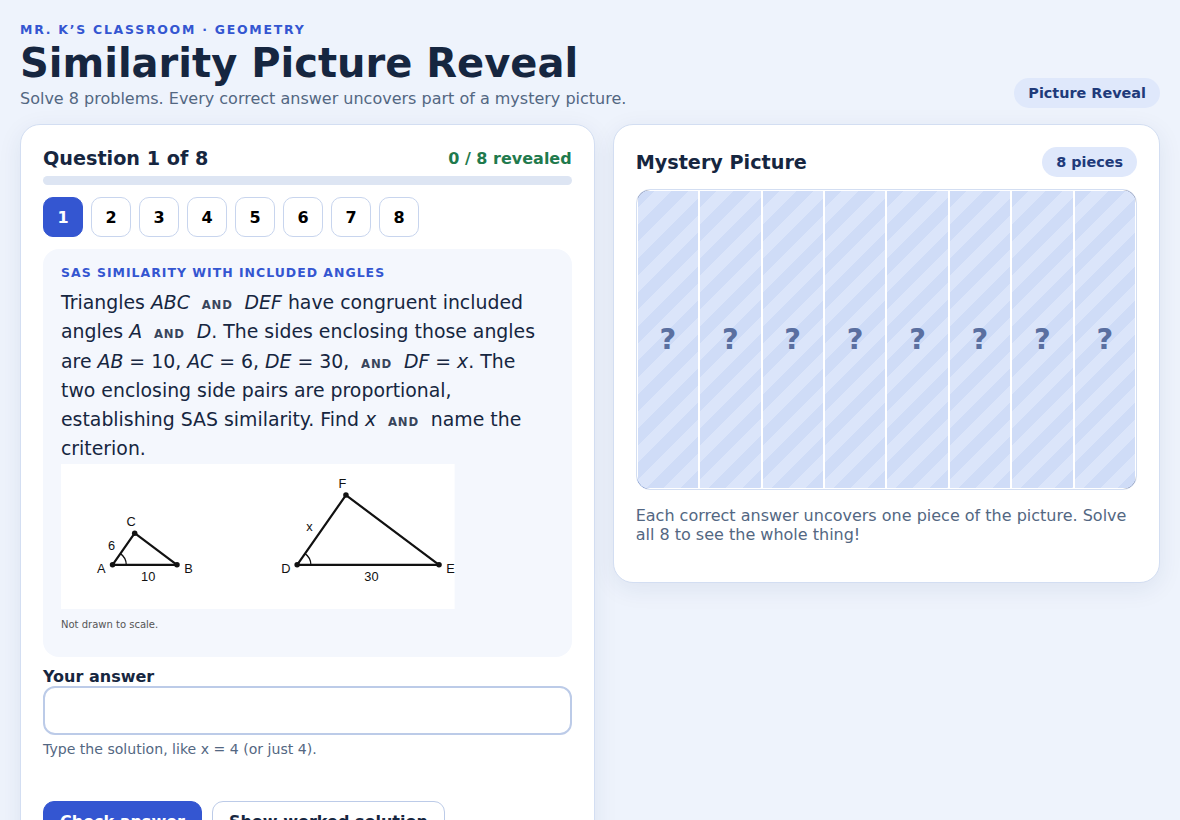 MR. K’S CLASSROOM · GEOMETRY
Similarity Picture Reveal
Solve 8 problems. Every correct answer uncovers part of a mystery picture.
Picture Reveal
Question 1 of 8
0 / 8 revealed
1 2 3 4 5 6 7 8
SAS SIMILARITY WITH INCLUDED ANGLES
Triangles ABC AND DEF have congruent included
angles A AND D. The sides enclosing those angles
are AB = 10, AC = 6, DE = 30, AND DF = x. The
two enclosing side pairs are proportional,
establishing SAS similarity. Find x AND name the
criterion.
F
C
x
6
A
B
D
E
10
30
Not drawn to scale.
Your answer
Type the solution, like x = 4 (or just 4).
Check answer
Show worked solution
Mystery Picture
8 pieces
? ? ? ? ? ? ? ?
Each correct answer uncovers one piece of the picture. Solve
all 8 to see the whole thing!